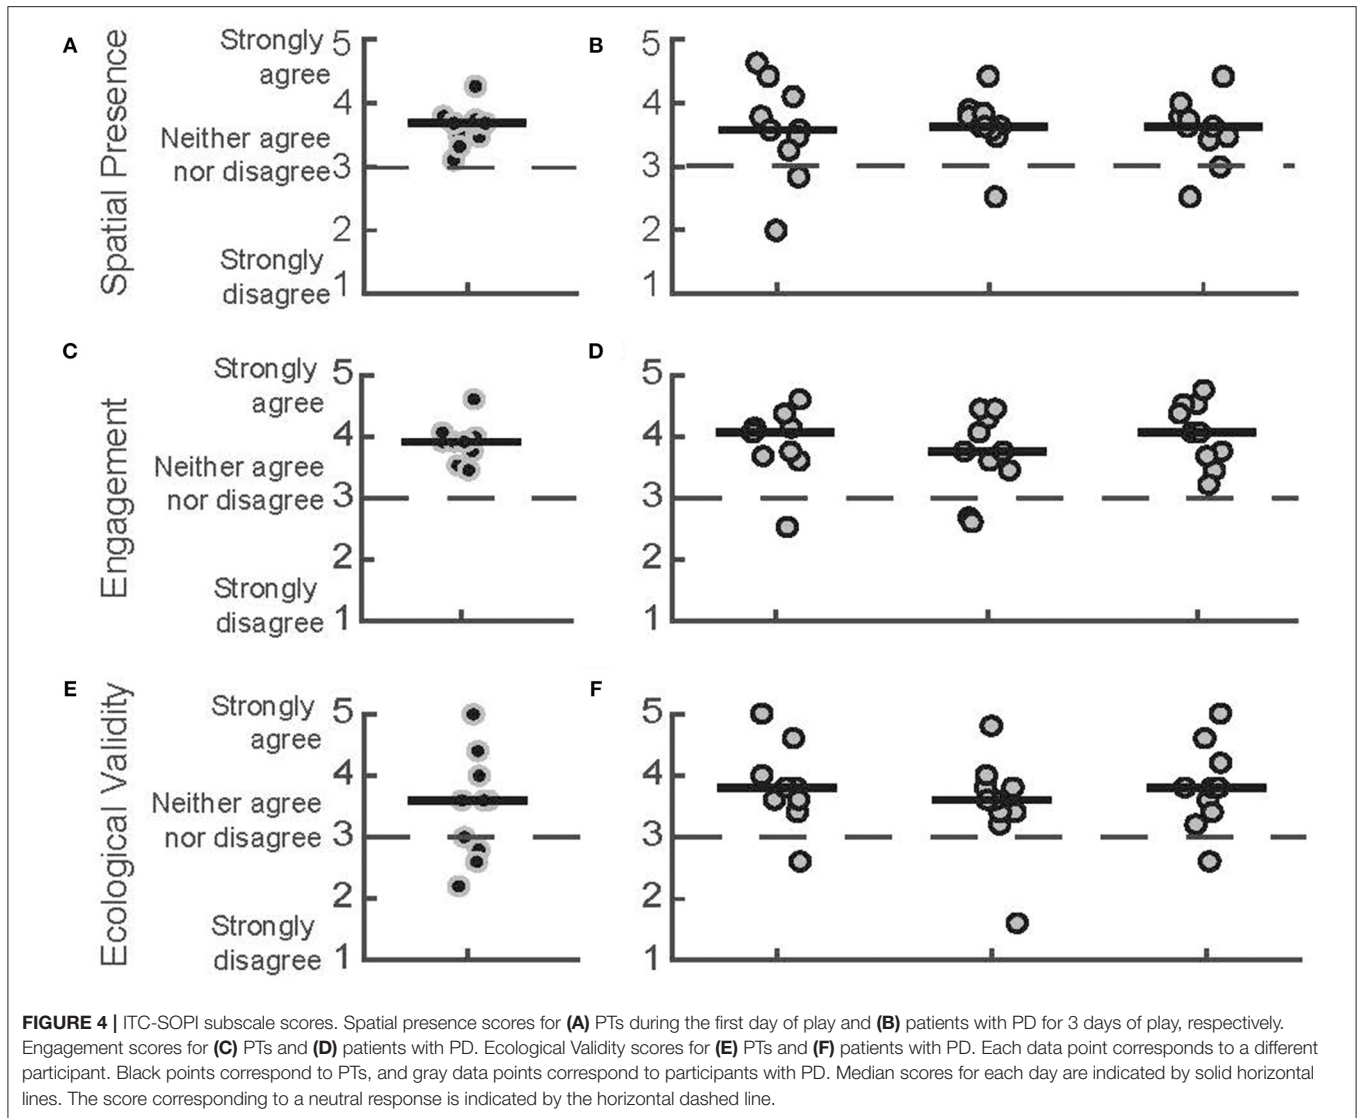 A
Spatial Presence
Strongly
agree
Neither agree
nor disagree
Strongly
disagree
5
4
3
2
1
B
5
4
3
2
1
C
Engagement
Strongly
agree
Neither agree
nor disagree
Strongly
disagree
5
4
3
2
1
D
5
4
3
2
1
E
Ecological Validity
Strongly
agree
Neither agree
nor disagree
Strongly
disagree
5
4
3
2
1
F
5
4
3
2
1
FIGURE 4 | ITC-SOPI subscale scores. Spatial presence scores for (A) PTs during the first day of play and (B) patients with PD for 3 days of play, respectively.
Engagement scores for (C) PTs and (D) patients with PD. Ecological Validity scores for (E) PTs and (F) patients with PD. Each data point corresponds to a different
participant. Black points correspond to PTs, and gray data points correspond to participants with PD. Median scores for each day are indicated by solid horizontal
lines. The score corresponding to a neutral response is indicated by the horizontal dashed line.